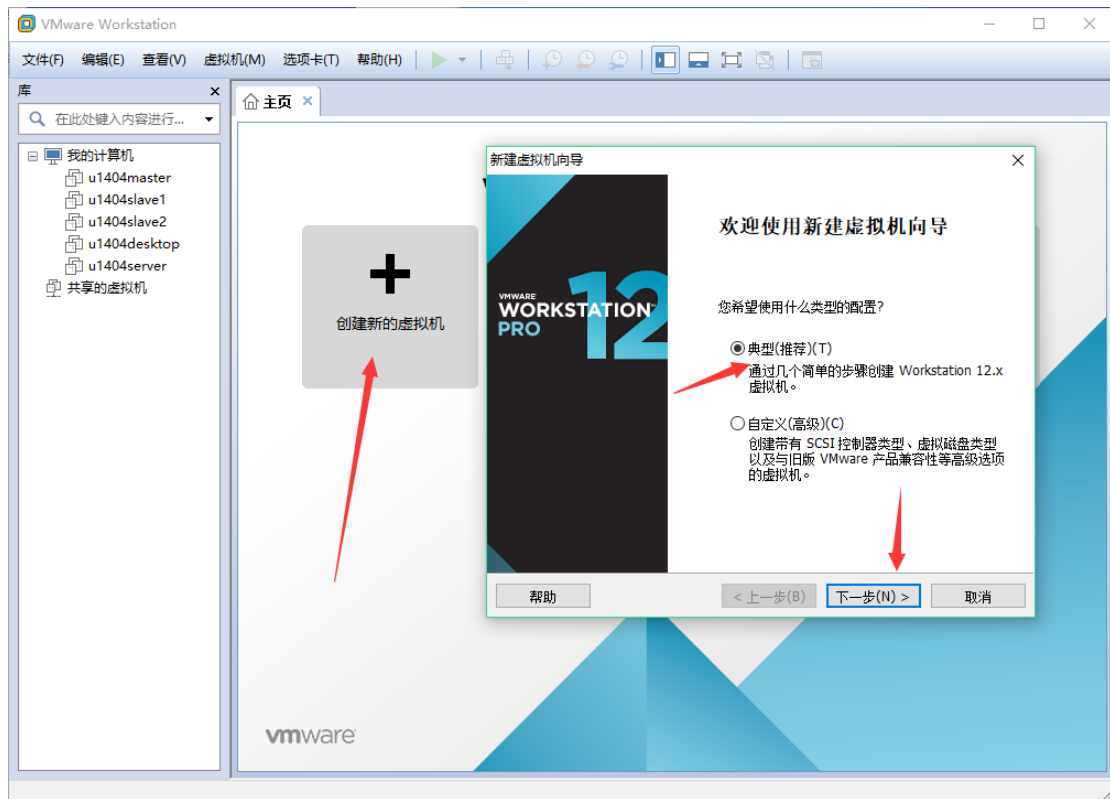 VMware Workstation
文件(F) 编辑(E) 查看(V) 虚拟机(M) 选项卡(T) 帮助(H)
库
在此处键入内容进行...
我的计算机
u1404master
u1404slave1
u1404slave2
u1404desktop
u1404server
共享的虚拟机
主页
创建新的虚拟机
新建虚拟机向导
VMWARE
WORKSTATION
PRO
12
欢迎使用新建虚拟机向导
您希望使用什么类型的配置?
典型(推荐)(T)
通过几个简单的步骤创建 Workstation 12.x
虚拟机。
自定义(高级)(C)
创建带有 SCSI 控制器类型、虚拟磁盘类型
以及与旧版 VMware 产品兼容性等高级选项
的虚拟机。
帮助
< 上一步(B)
下一步(N) >
取消
vmware